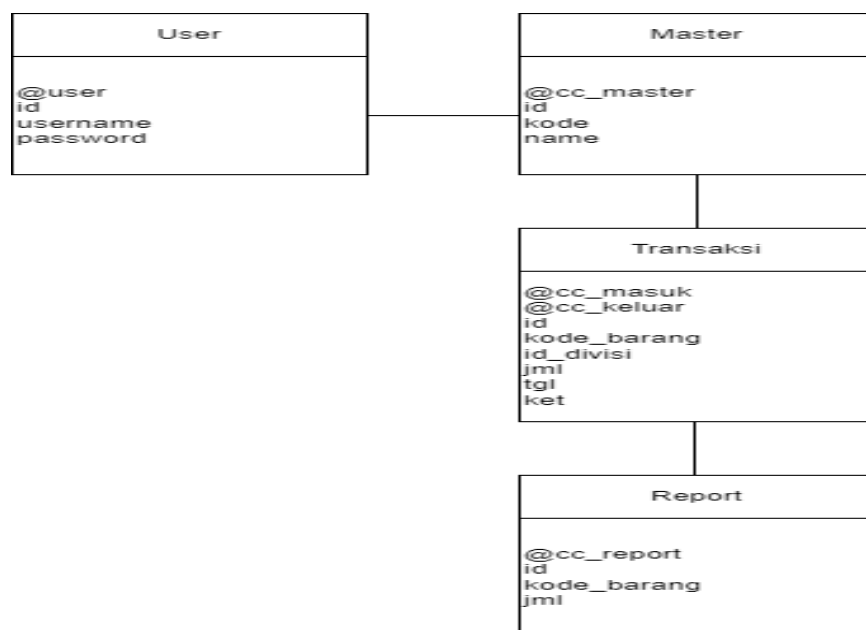 User
@user
id
username
password
Master
@cc_master
id
kode
name
Transaksi
@cc_masuk
@cc_keluar
id
kode_barang
id_divisi
jml
tgl
ket
Report
@cc_report
id
kode_barang
jml